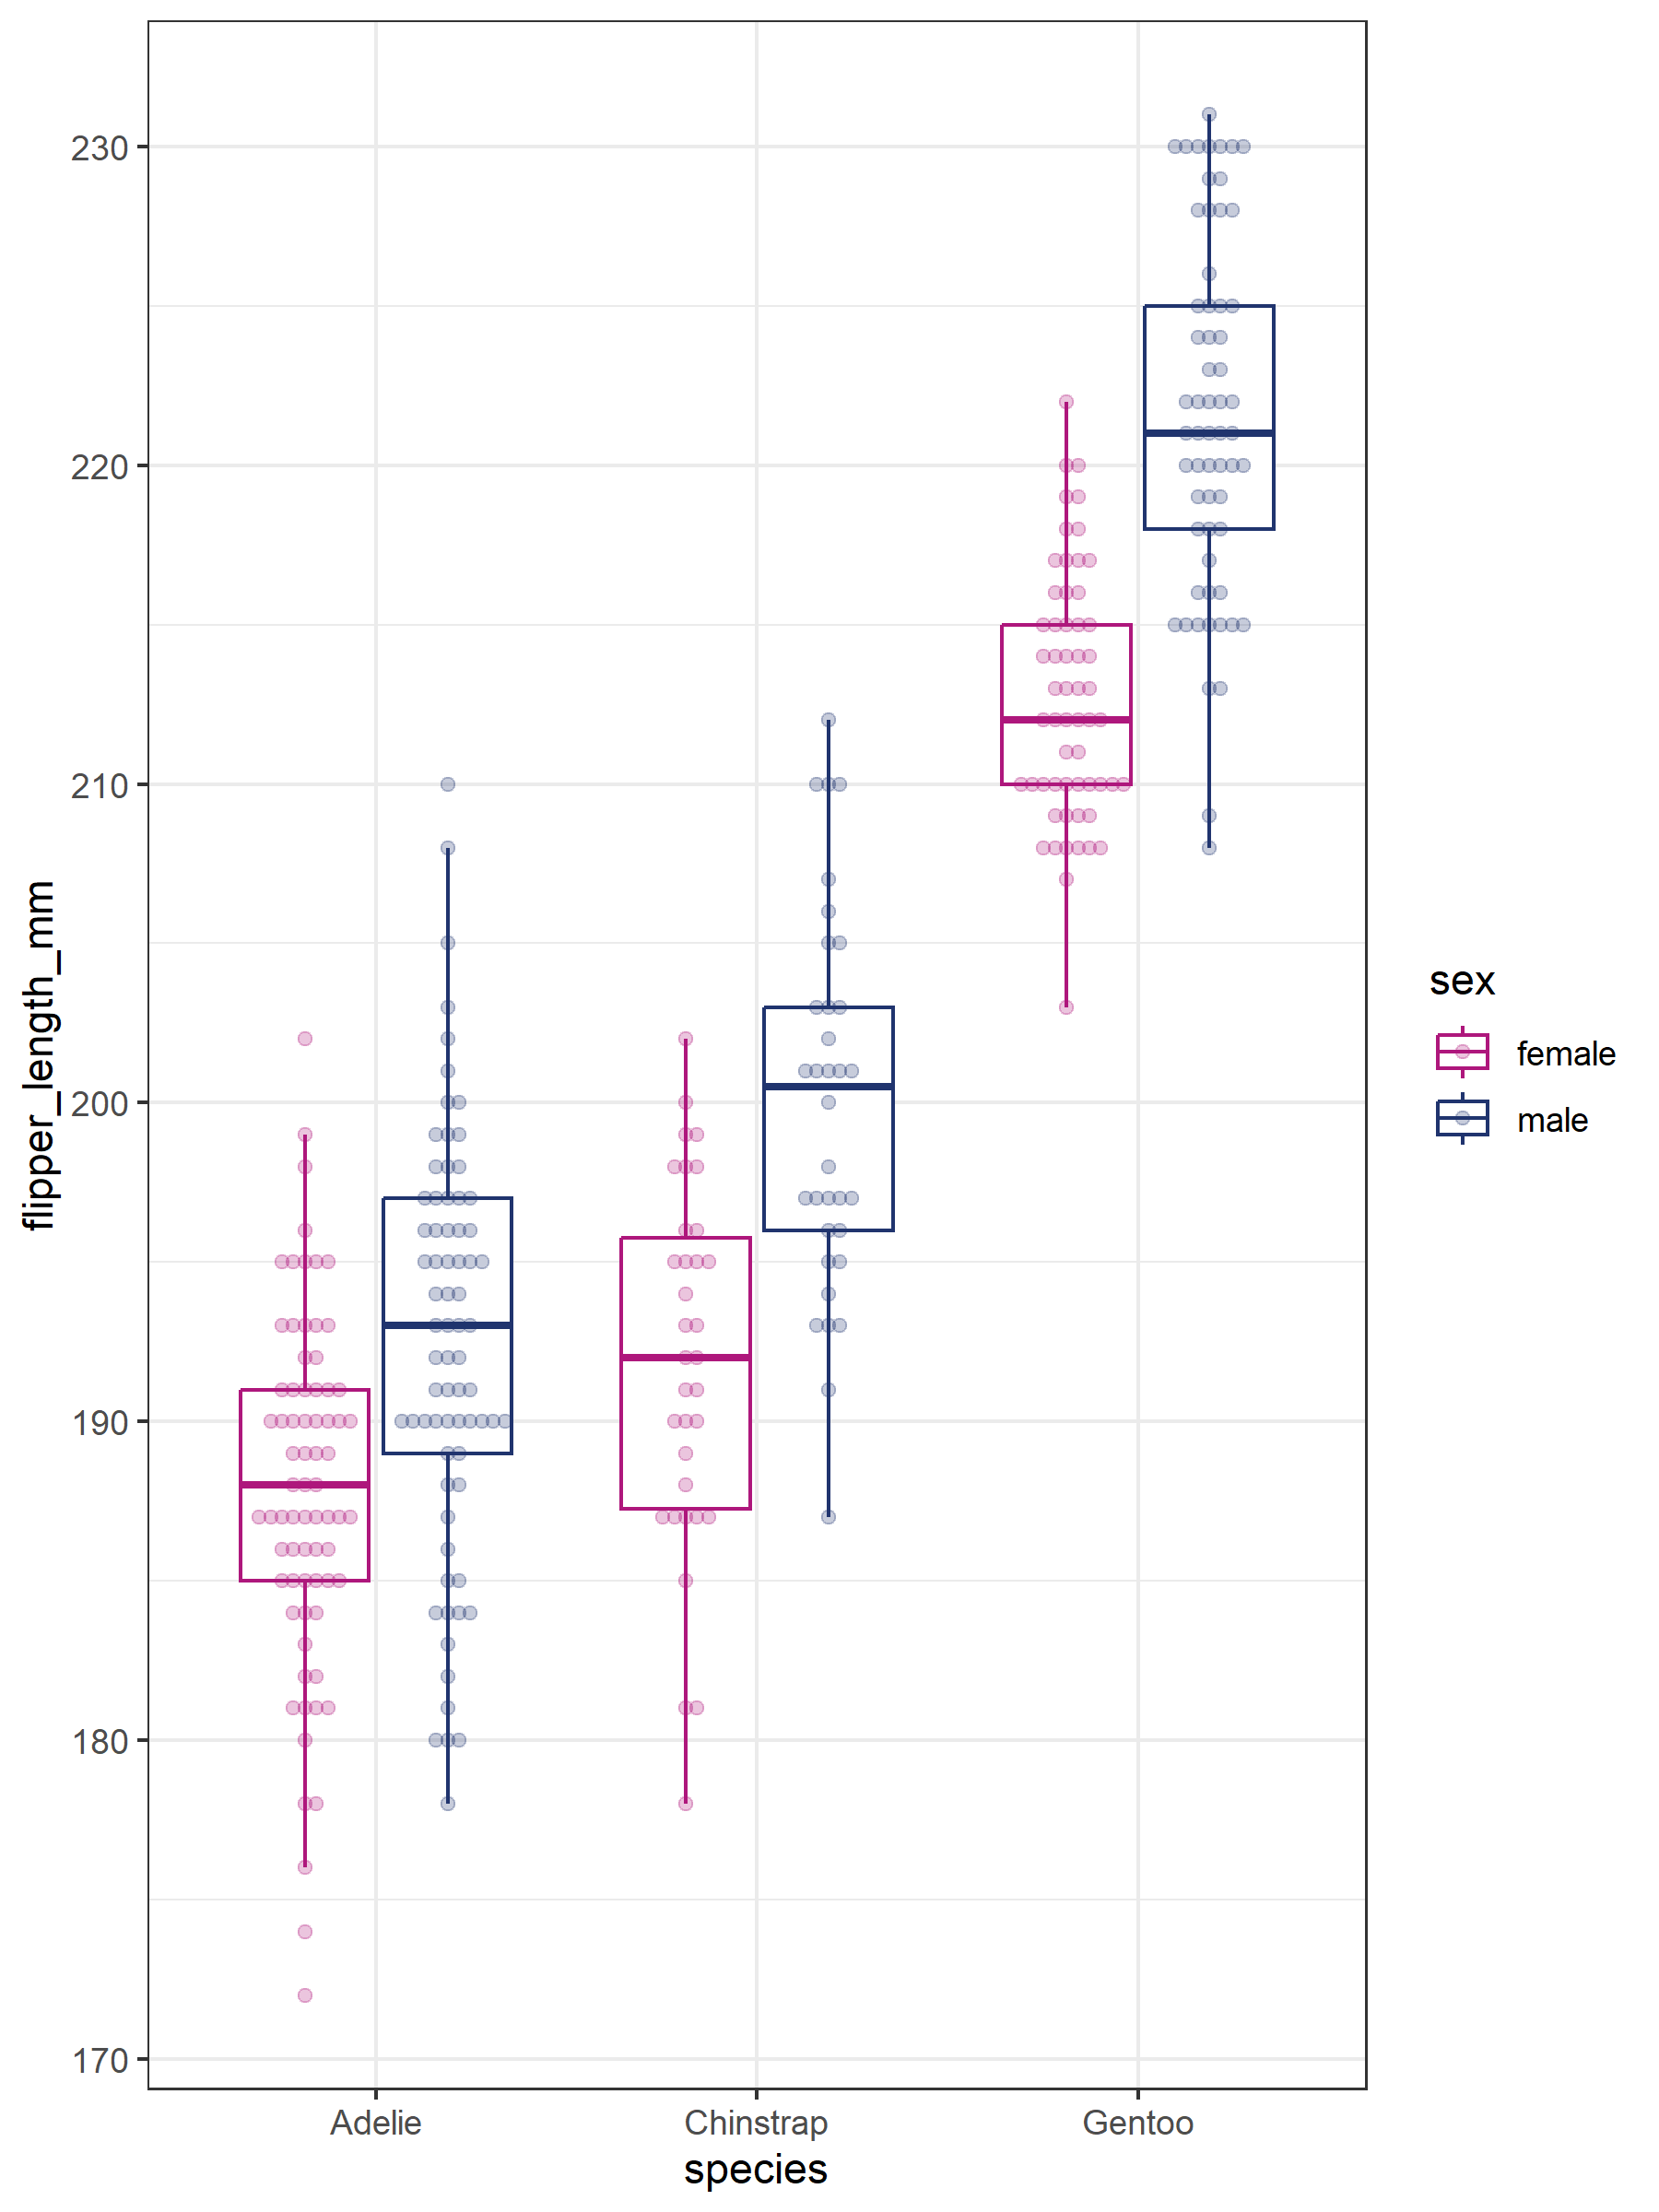 flipper_length_mm
230
220
210
200
190
180
170
Adelie Chinstrap Gentoo
species
sex
female
male